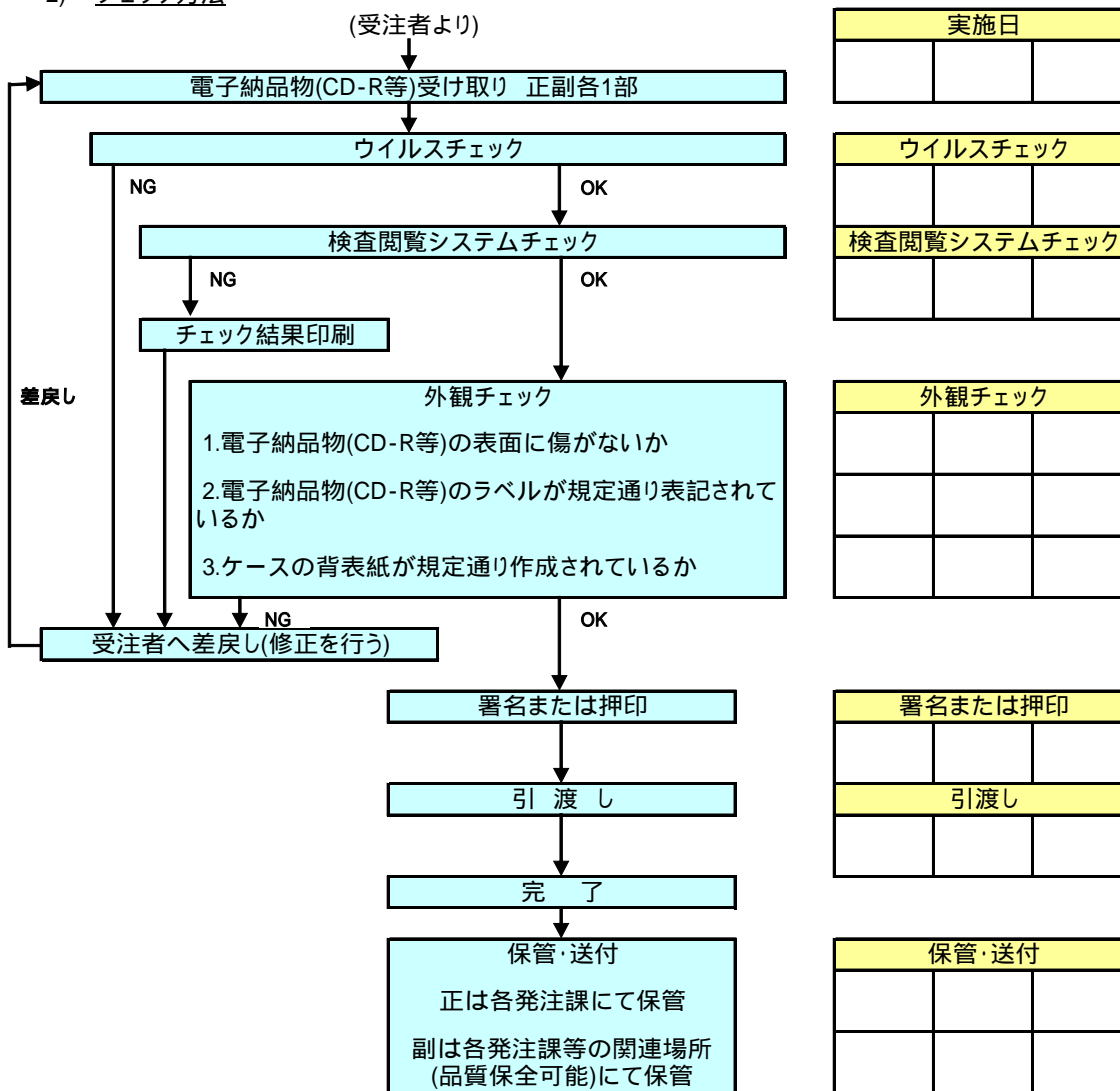 2) チェック方法
(受注者より)
実施日
電子納品物(CD-R等)受け取り 正副各1部
ウイルスチェック
ウイルスチェック
NG
OK
検査閲覧システムチェック
検査閲覧システムチェック
NG
OK
チェック結果印刷
差戻し
外観チェック
外観チェック
1.電子納品物(CD-R等)の表面に傷がないか
2.電子納品物(CD-R等)のラベルが規定通り表記されて
いるか
3.ケースの背表紙が規定通り作成されているか
NG
OK
受注者へ差戻し(修正を行う)
署名または押印
署名または押印
引 渡 し
引渡し
完 了
保管・送付
保管・送付
正は各発注課にて保管
副は各発注課等の関連場所
(品質保全可能)にて保管